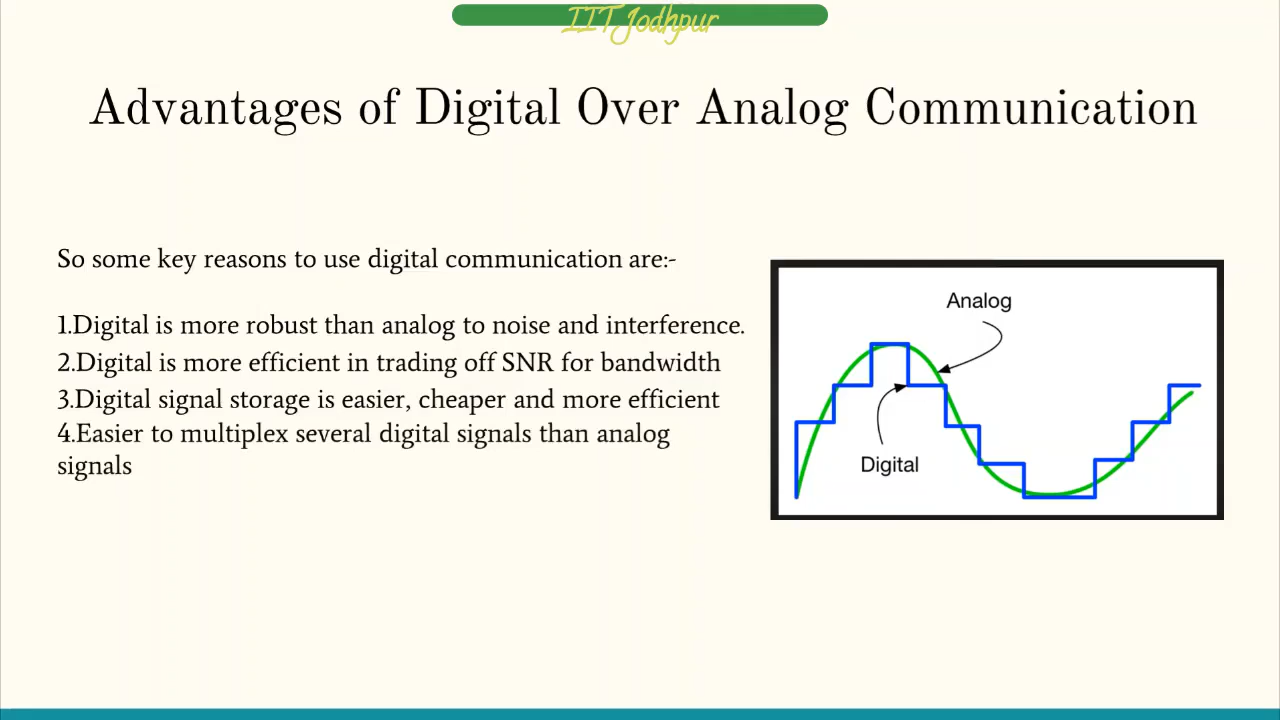 IIT Jodhpur
Advantages of Digital Over Analog Communication
So some key reasons to use digital communication are:-
1.Digital is more robust than analog to noise and interference.
2.Digital is more efficient in trading off SNR for bandwidth
3.Digital signal storage is easier, cheaper and more efficient
4.Easier to multiplex several digital signals than analog
signals
Analog
Digital